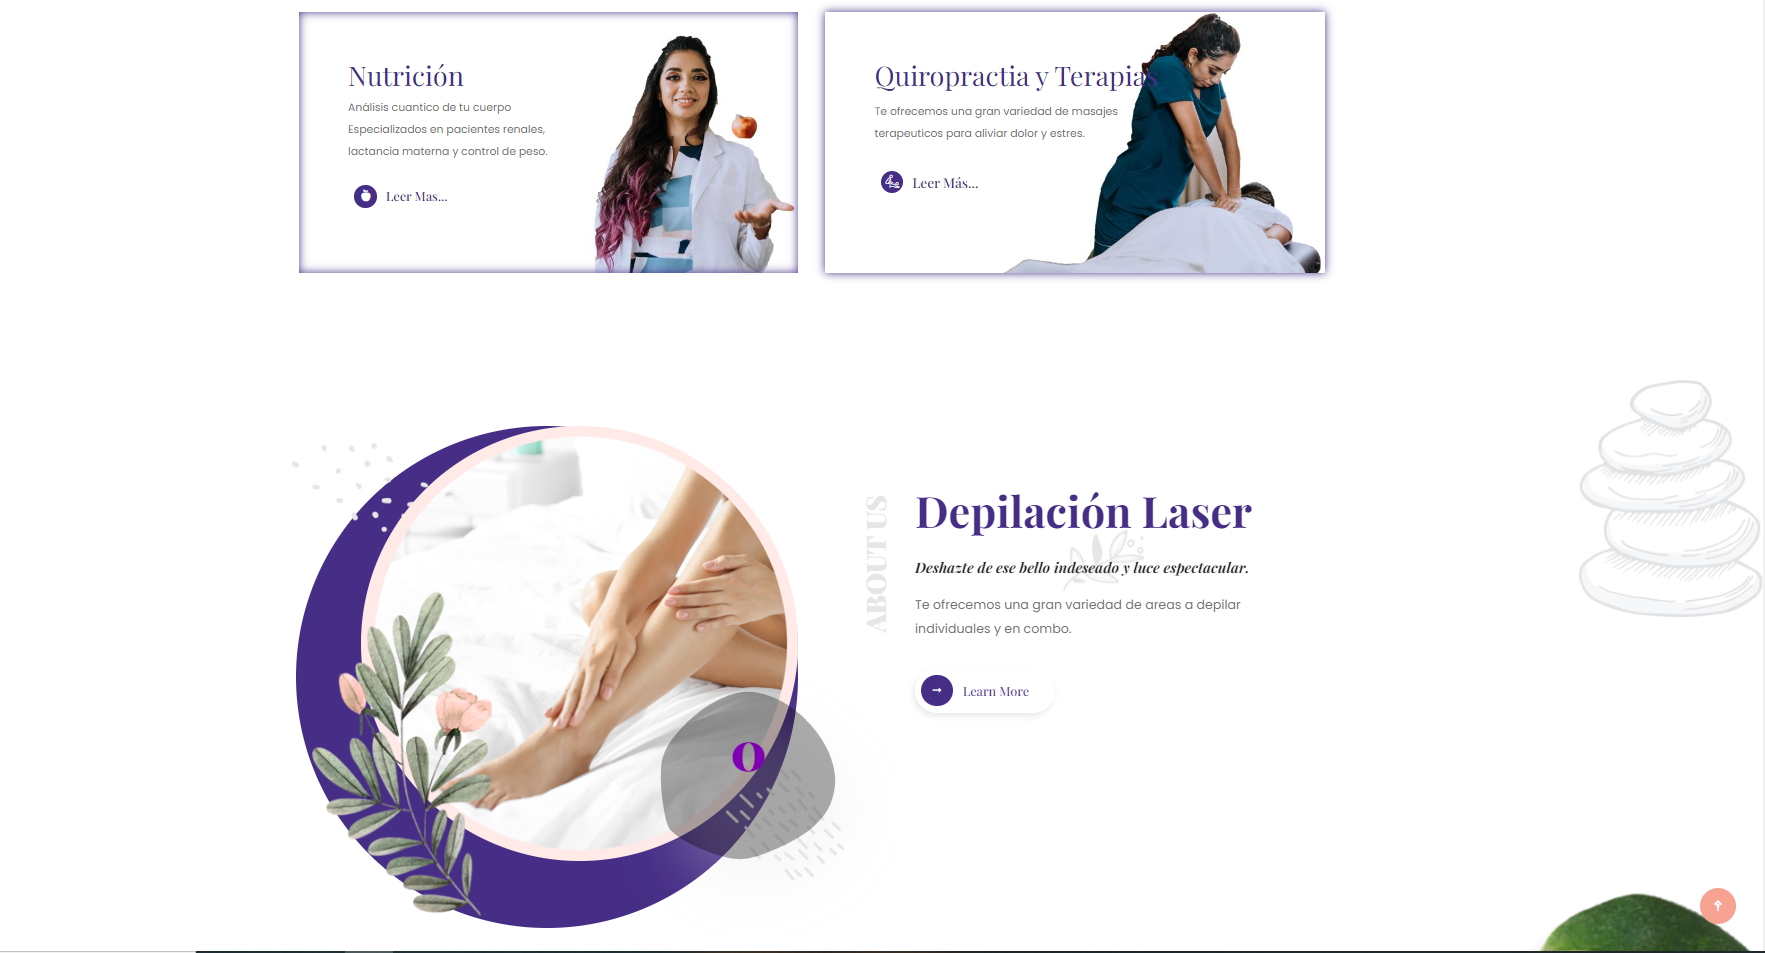 Nutrición
Análisis cuantico de tu cuerpo
Especializados en pacientes renales,
lactancia materna y control de peso.
Leer Mas...
Quiropractia y Terapias
Te ofrecemos una gran variedad de masajes
terapeuticos para aliviar dolor y estres.
Leer Más...
ABOUT US
Depilación Laser
Deshazte de ese bello indeseado y luce espectacular.
Te ofrecemos una gran variedad de areas a depilar
individuales y en combo.
Learn More
0